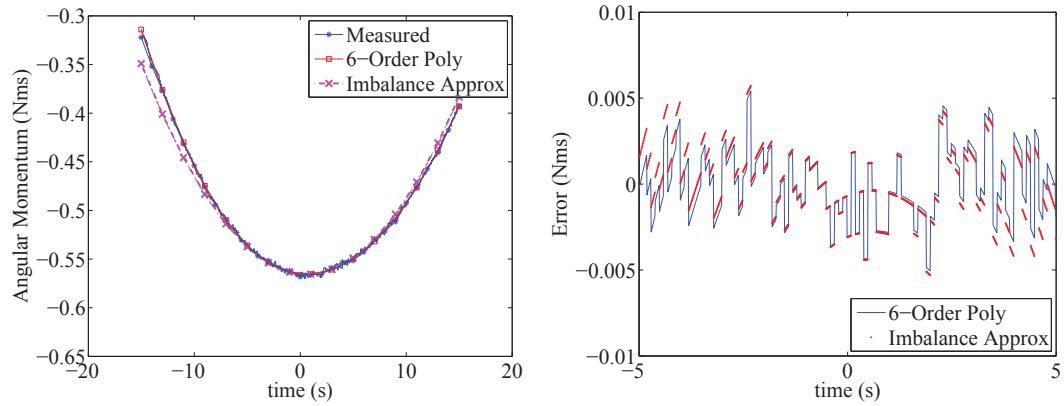 −0.3
−0.35
−0.4
−0.45
−0.5
−0.55
−0.6
−0.65
Angular Momentum (Nms)
Measured
6−Order Poly
Imbalance Approx
−20
−10
0
10
20
time (s)
0.01
0.005
0
−0.005
−0.01
Error (Nms)
6−Order Poly
Imbalance Approx
−5
0
5
time (s)